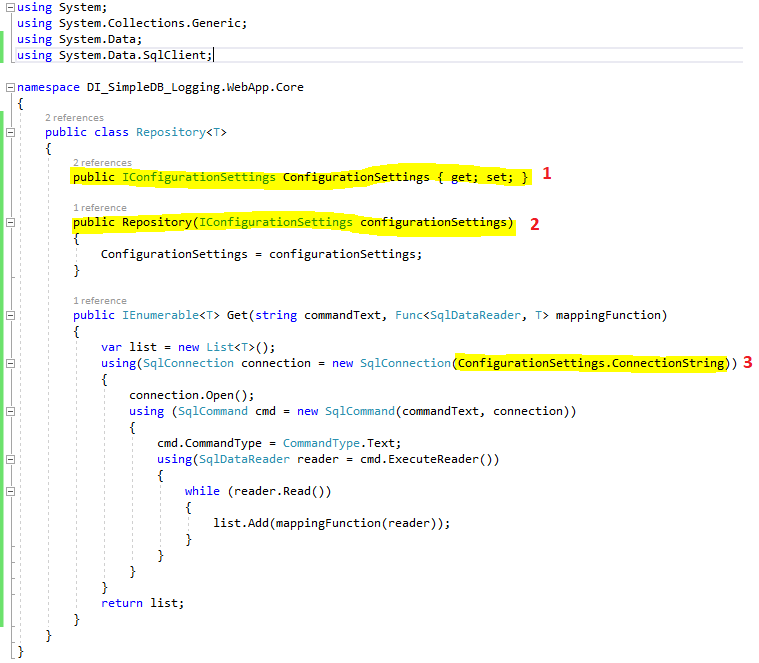 using System;
using System.Collections.Generic;
using System.Data;
using System.Data.SqlClient;
namespace DI_SimpleDB_Logging.WebApp.Core
{
2 references
public class Repository<T>
{
2 references
public IConfigurationSettings ConfigurationSettings { get; set; } 1
1 reference
public Repository(IConfigurationSettings configurationSettings) 2
{
ConfigurationSettings = configurationSettings;
}
1 reference
public IEnumerable<T> Get(string commandText, Func<SqlDataReader, T> mappingFunction)
{
var list = new List<T>();
using(SqlConnection connection = new SqlConnection(ConfigurationSettings.ConnectionString)) 3
{
connection.Open();
using (SqlCommand cmd = new SqlCommand(commandText, connection))
{
cmd.CommandType = CommandType.Text;
using(SqlDataReader reader = cmd.ExecuteReader())
{
while (reader.Read())
{
list.Add(mappingFunction(reader));
}
}
}
}
return list;
}
}
}